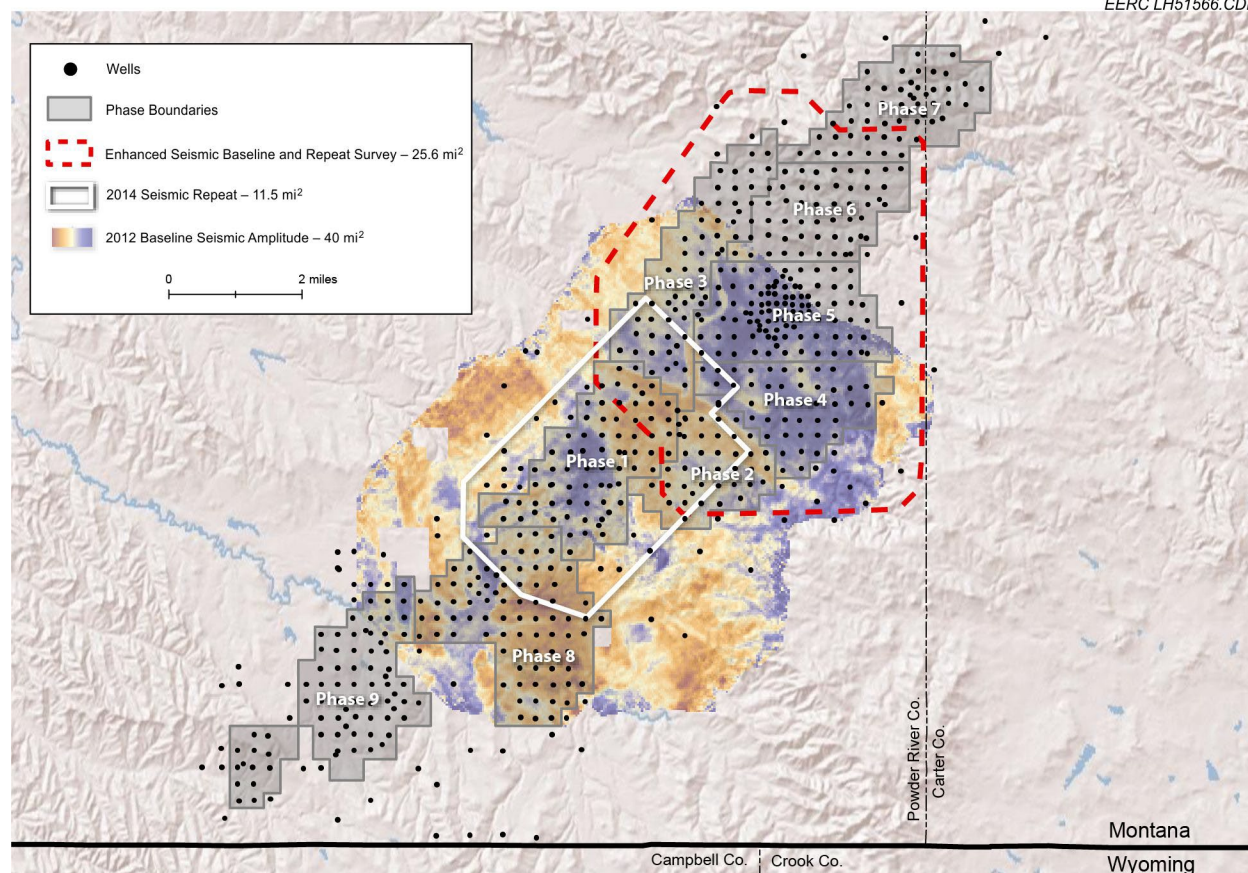 EERC LH51566.CDR
Wells
Phase Boundaries
Enhanced Seismic Baseline and Repeat Survey – 25.6 mi²
2014 Seismic Repeat – 11.5 mi²
2012 Baseline Seismic Amplitude – 40 mi²
0 2 miles
Phase 7
Phase 6
Phase 3
Phase 5
Phase 4
Phase 1
Phase 2
Phase 8
Phase 9
Powder River Co.
Carter Co.
Montana
Campbell Co. Crook Co.
Wyoming